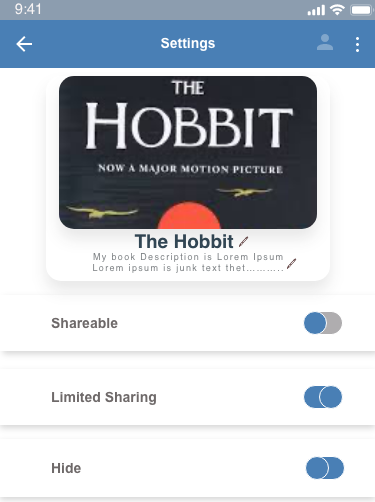 9:41
Settings
THE
HOBBIT
NOW A MAJOR MOTION PICTURE
The Hobbit
My book Description is Lorem Ipsum
Lorem ipsum is junk text thet...........
Shareable
Limited Sharing
Hide